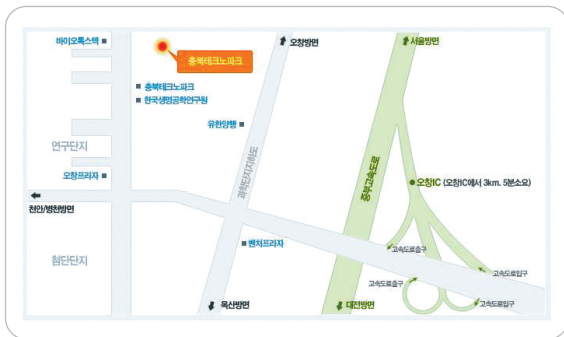 바이오톡스텍
충북테크노파크
오창방면
서울방면
충북테크노파크
한국생명공학연구원
유한양행
연구단지
과학단지지하도
중부고속도로
오창프라자
오창IC (오창IC에서 3km. 5분소요)
천안/병천방면
벤처프라자
고속도로출구
첨단단지
고속도로입구
고속도로출구
고속도로입구
옥산방면
대전방면